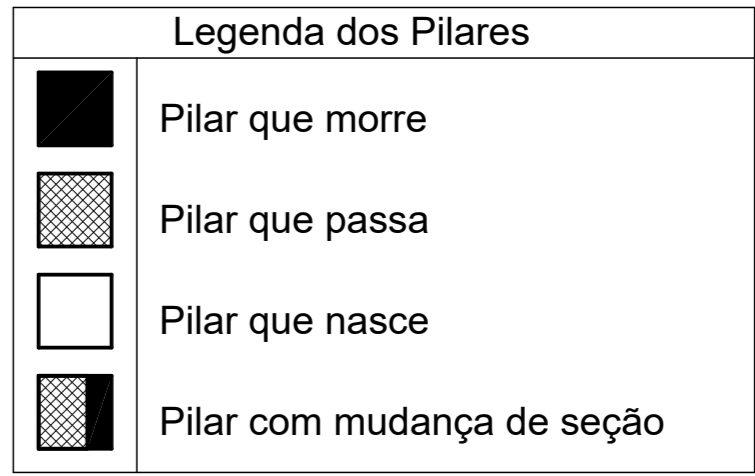 Legenda dos Pilares
Pilar que morre
Pilar que passa
Pilar que nasce
Pilar com mudança de seção